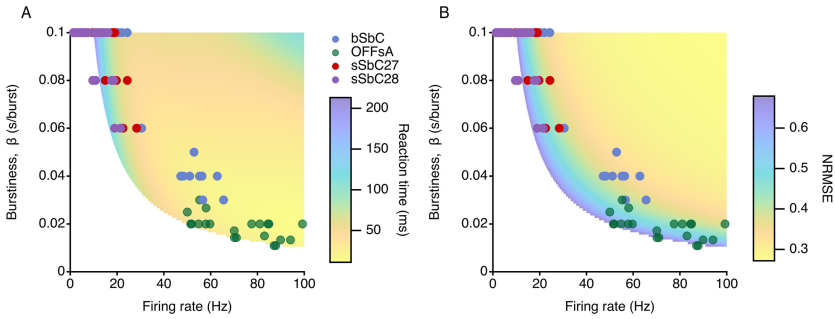 A
B
bSbC
OFFsA
sSbC27
sSbC28
Burstiness, β (s/burst)
0.1
0.08
0.06
0.04
0.02
0
0 20 40 60 80 100
Firing rate (Hz)
200
150
100
50
Reaction time (ms)
Burstiness, β (s/burst)
0.1
0.08
0.06
0.04
0.02
0
0 20 40 60 80 100
Firing rate (Hz)
0.6
0.5
0.4
0.3
NRMSE